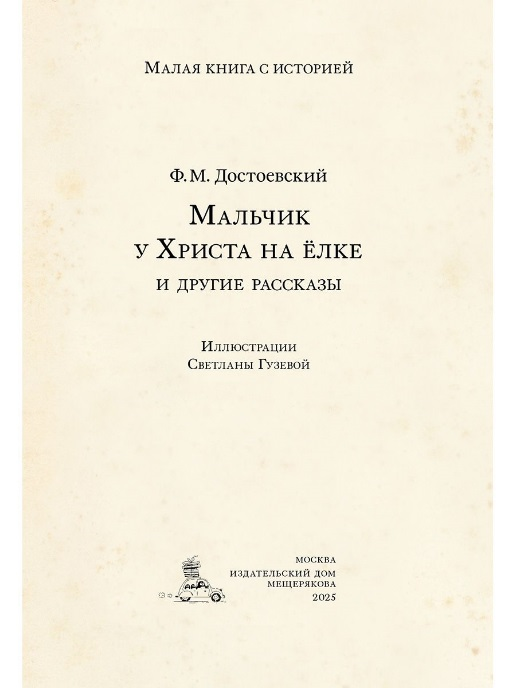 Малая книга с историей
Ф. М. Достоевский
Мальчик
у Христа на ёлке
и другие рассказы
Иллюстрации
Светланы Гузевой
МОСКВА
ИЗДАТЕЛЬСКИЙ ДОМ
МЕЩЕРЯКОВА
2025